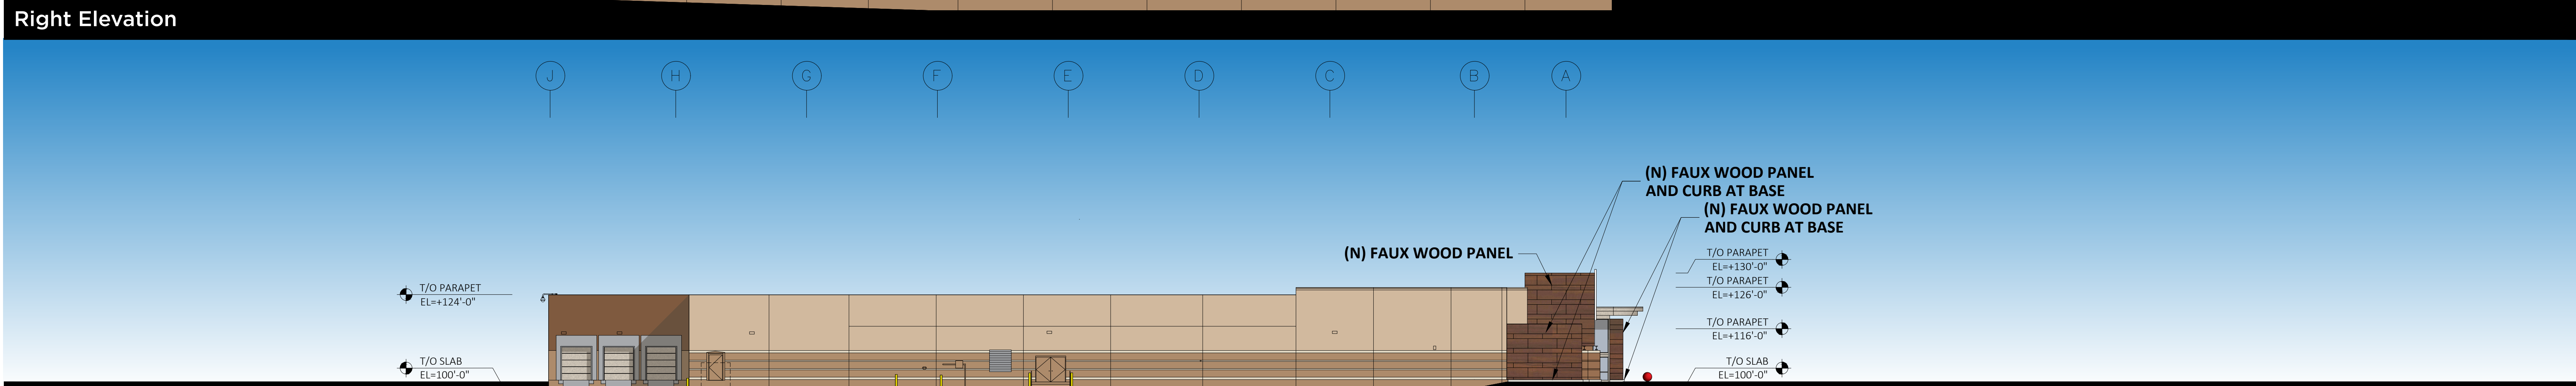 Right Elevation
J H G F E D C B A
(N) FAUX WOOD PANEL
AND CURB AT BASE
(N) FAUX WOOD PANEL
AND CURB AT BASE
(N) FAUX WOOD PANEL
T/O PARAPET
EL=+130'-0"
T/O PARAPET
EL=+126'-0"
T/O PARAPET
EL=+124'-0"
T/O PARAPET
EL=+116'-0"
T/O SLAB
EL=100'-0"
T/O SLAB
EL=100'-0"